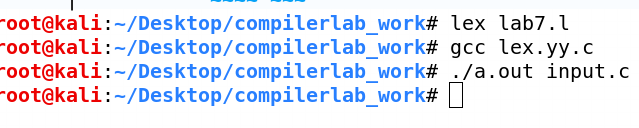 root@kali:~/Desktop/compilerlab_work# lex lab7.l
root@kali:~/Desktop/compilerlab_work# gcc lex.yy.c
root@kali:~/Desktop/compilerlab_work# ./a.out input.c
root@kali:~/Desktop/compilerlab_work#